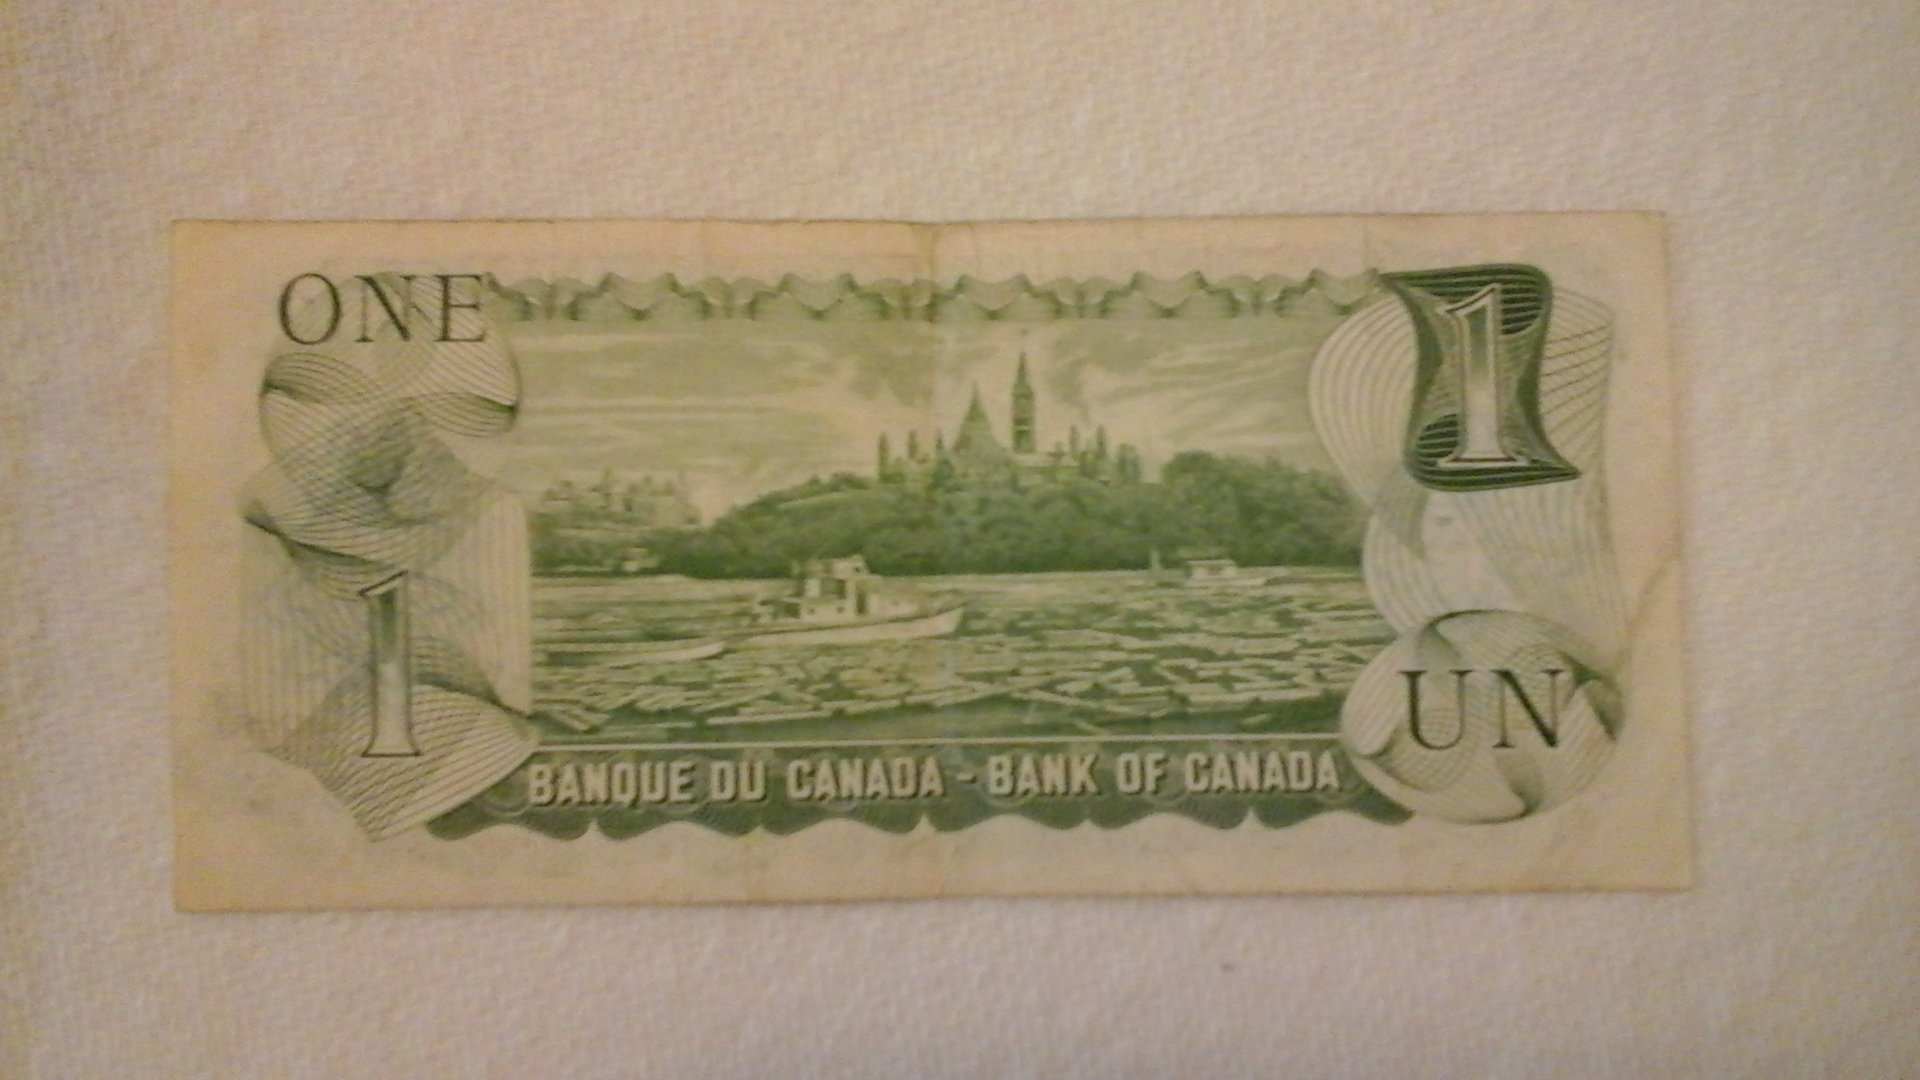 ONE
1
1
UN
BANQUE DU CANADA - BANK OF CANADA